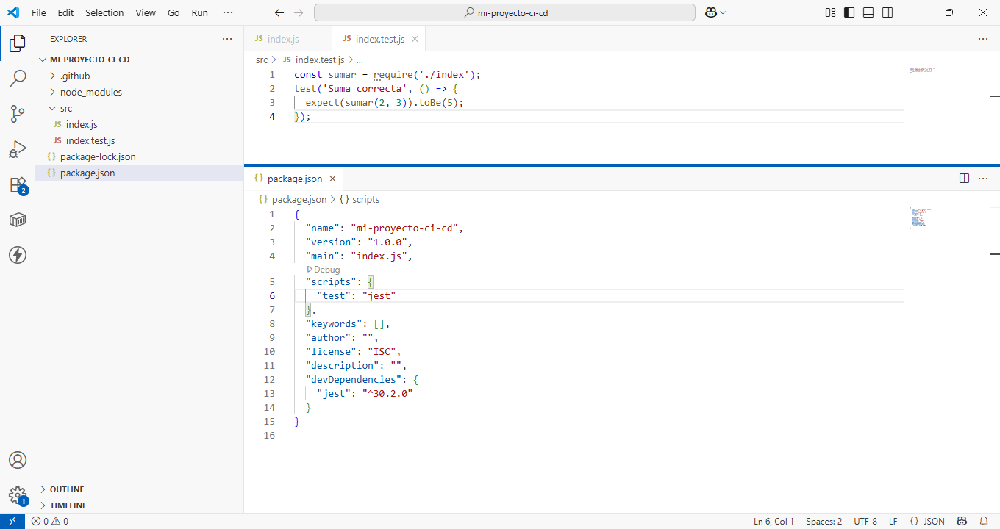 File Edit Selection View Go Run ···
mi-proyecto-ci-cd
EXPLORER ···
MI-PROYECTO-CI-CD
.github
node_modules
src
JS index.js
JS index.test.js
{} package-lock.json
{} package.json
2
OUTLINE
TIMELINE
1
JS index.js
JS index.test.js
···
src > JS index.test.js > ...
1 const sumar = require('./index');
2 test('Suma correcta', () => {
3 expect(sumar(2, 3)).toBe(5);
4 });
{} package.json
···
{} package.json > {} scripts
1 {
2 "name": "mi-proyecto-ci-cd",
3 "version": "1.0.0",
4 "main": "index.js",
Debug
5 "scripts": {
6 "test": "jest"
7 },
8 "keywords": [],
9 "author": "",
10 "license": "ISC",
11 "description": "",
12 "devDependencies": {
13 "jest": "^30.2.0"
14 }
15 }
16
0 0
Ln 6, Col 1 Spaces: 2 UTF-8 LF {} JSON